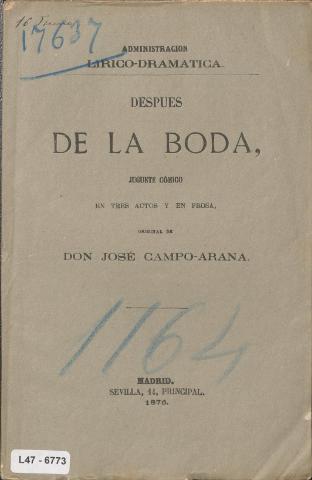 16
17637
ADMINISTRACION
LIRICO-DRAMATICA.
DESPUES
DE LA BODA,
JUGUETE CÓMICO
EN TRES ACTOS Y EN PROSA,
ORIGINAL DE
DON JOSÉ CAMPO-ARANA.
1164
MADRID.
SEVILLA, 14, PRINCIPAL.
1876.
L47 - 6773